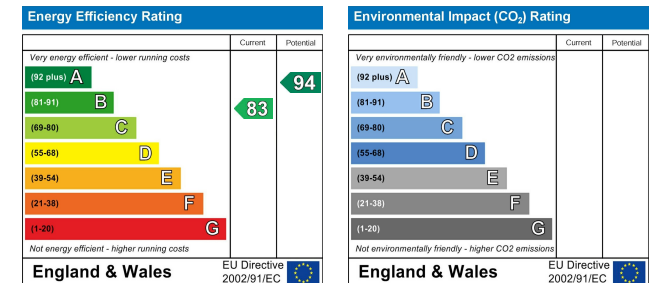 Energy Efficiency Rating
Current Potential
Very energy efficient - lower running costs
(92 plus) A
(81-91) B
(69-80) C
(55-68) D
(39-54) E
(21-38) F
(1-20) G
83
94
Not energy efficient - higher running costs
England & Wales
EU Directive
2002/91/EC
Environmental Impact (CO₂) Rating
Current Potential
Very environmentally friendly - lower CO2 emissions
(92 plus) A
(81-91) B
(69-80) C
(55-68) D
(39-54) E
(21-38) F
(1-20) G
Not environmentally friendly - higher CO2 emissions
England & Wales
EU Directive
2002/91/EC